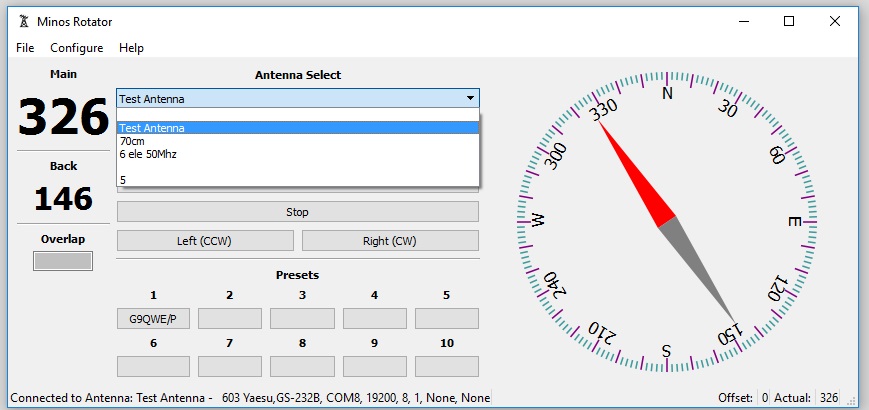 Minos Rotator
File Configure Help
Main
326
Back
146
Overlap
Antenna Select
Test Antenna
Test Antenna
70cm
6 ele 50Mhz
5
Stop
Left (CCW) Right (CW)
Presets
1 2 3 4 5
G9QWE/P
6 7 8 9 10
N
30
60
E
120
150
S
210
240
W
300
330
Connected to Antenna: Test Antenna - 603 Yaesu,GS-232B, COM8, 19200, 8, 1, None, None Offset: 0 Actual: 326